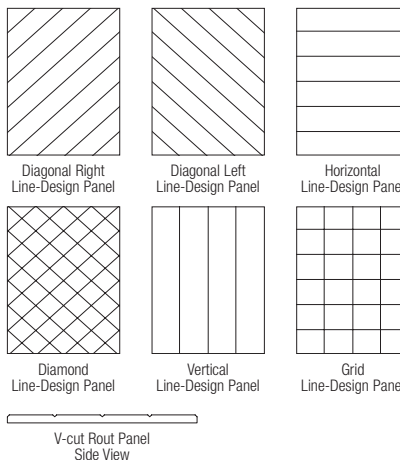 Diagonal Right
Line-Design Panel
Diagonal Left
Line-Design Panel
Horizontal
Line-Design Pane
Diamond
Line-Design Panel
Vertical
Line-Design Panel
Grid
Line-Design Pane
V-cut Rout Panel
Side View